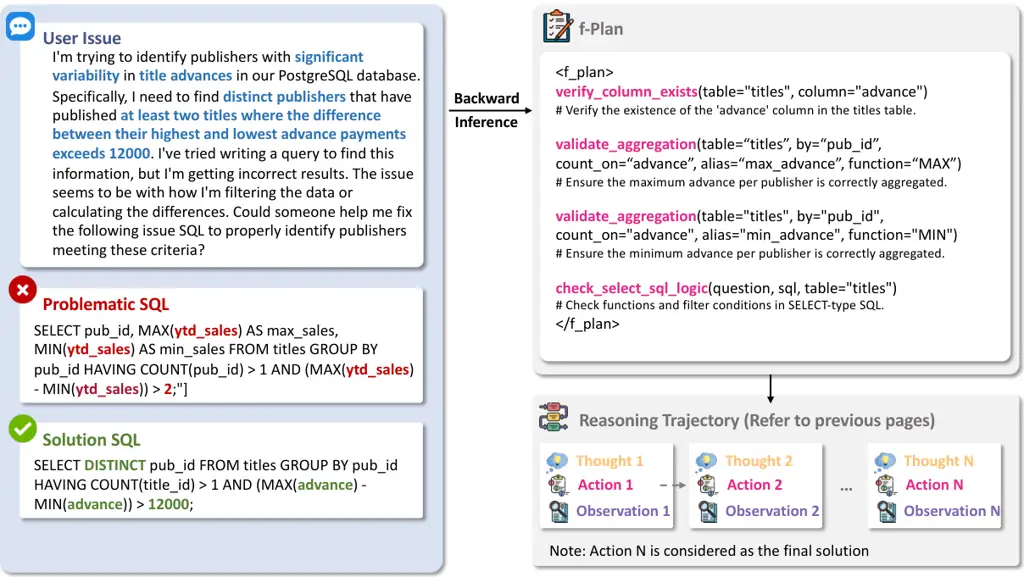 User Issue
I'm trying to identify publishers with significant
variability in title advances in our PostgreSQL database.
Specifically, I need to find distinct publishers that have
published at least two titles where the difference
between their highest and lowest advance payments
exceeds 12000. I've tried writing a query to find this
information, but I'm getting incorrect results. The issue
seems to be with how I'm filtering the data or
calculating the differences. Could someone help me fix
the following issue SQL to properly identify publishers
meeting these criteria?
Problematic SQL
SELECT pub_id, MAX(ytd_sales) AS max_sales,
MIN(ytd_sales) AS min_sales FROM titles GROUP BY
pub_id HAVING COUNT(pub_id) > 1 AND (MAX(ytd_sales)
- MIN(ytd_sales)) > 2;"]
Solution SQL
SELECT DISTINCT pub_id FROM titles GROUP BY pub_id
HAVING COUNT(title_id) > 1 AND (MAX(advance) -
MIN(advance)) > 12000;
Backward
Inference
f-Plan
<f_plan>
verify_column_exists(table="titles", column="advance")
# Verify the existence of the 'advance' column in the titles table.
validate_aggregation(table=“titles”, by=“pub_id”,
count_on=“advance”, alias=“max_advance”, function=“MAX”)
# Ensure the maximum advance per publisher is correctly aggregated.
validate_aggregation(table="titles", by="pub_id",
count_on="advance", alias="min_advance", function="MIN")
# Ensure the minimum advance per publisher is correctly aggregated.
check_select_sql_logic(question, sql, table="titles")
# Check functions and filter conditions in SELECT-type SQL.
</f_plan>
Reasoning Trajectory (Refer to previous pages)
Thought 1
Action 1
Observation 1
Thought 2
Action 2
Observation 2
...
Thought N
Action N
Observation N
Note: Action N is considered as the final solution